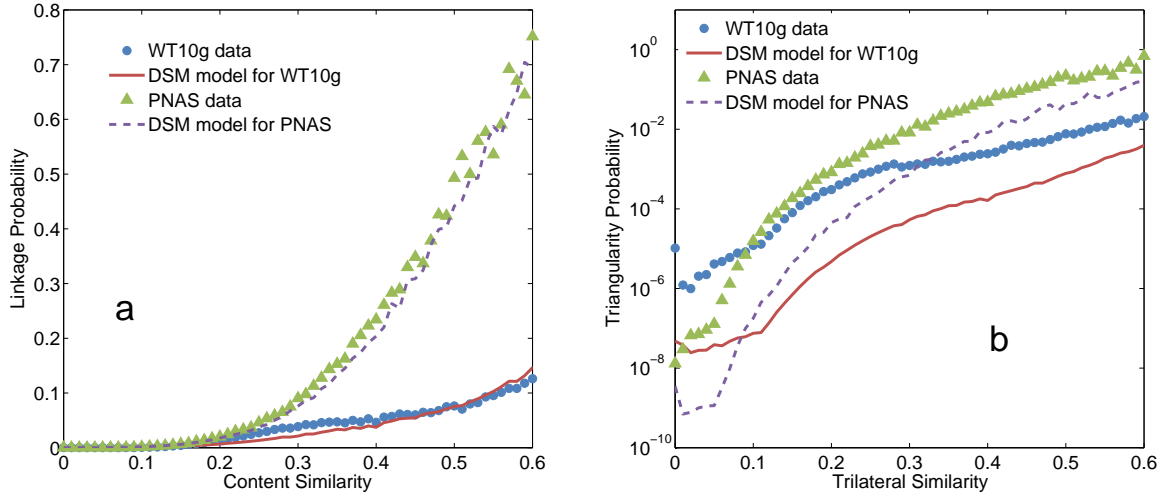 0.8
0.7
0.6
0.5
0.4
0.3
0.2
0.1
0
Linkage Probability
WT10g data
DSM model for WT10g
PNAS data
DSM model for PNAS
a
0 0.1 0.2 0.3 0.4 0.5 0.6
Content Similarity
10^2
10^0
10^-2
10^-4
10^-6
10^-8
10^-10
Triangularity Probability
WT10g data
DSM model for WT10g
PNAS data
DSM model for PNAS
b
0 0.1 0.2 0.3 0.4 0.5 0.6
Trilateral Similarity